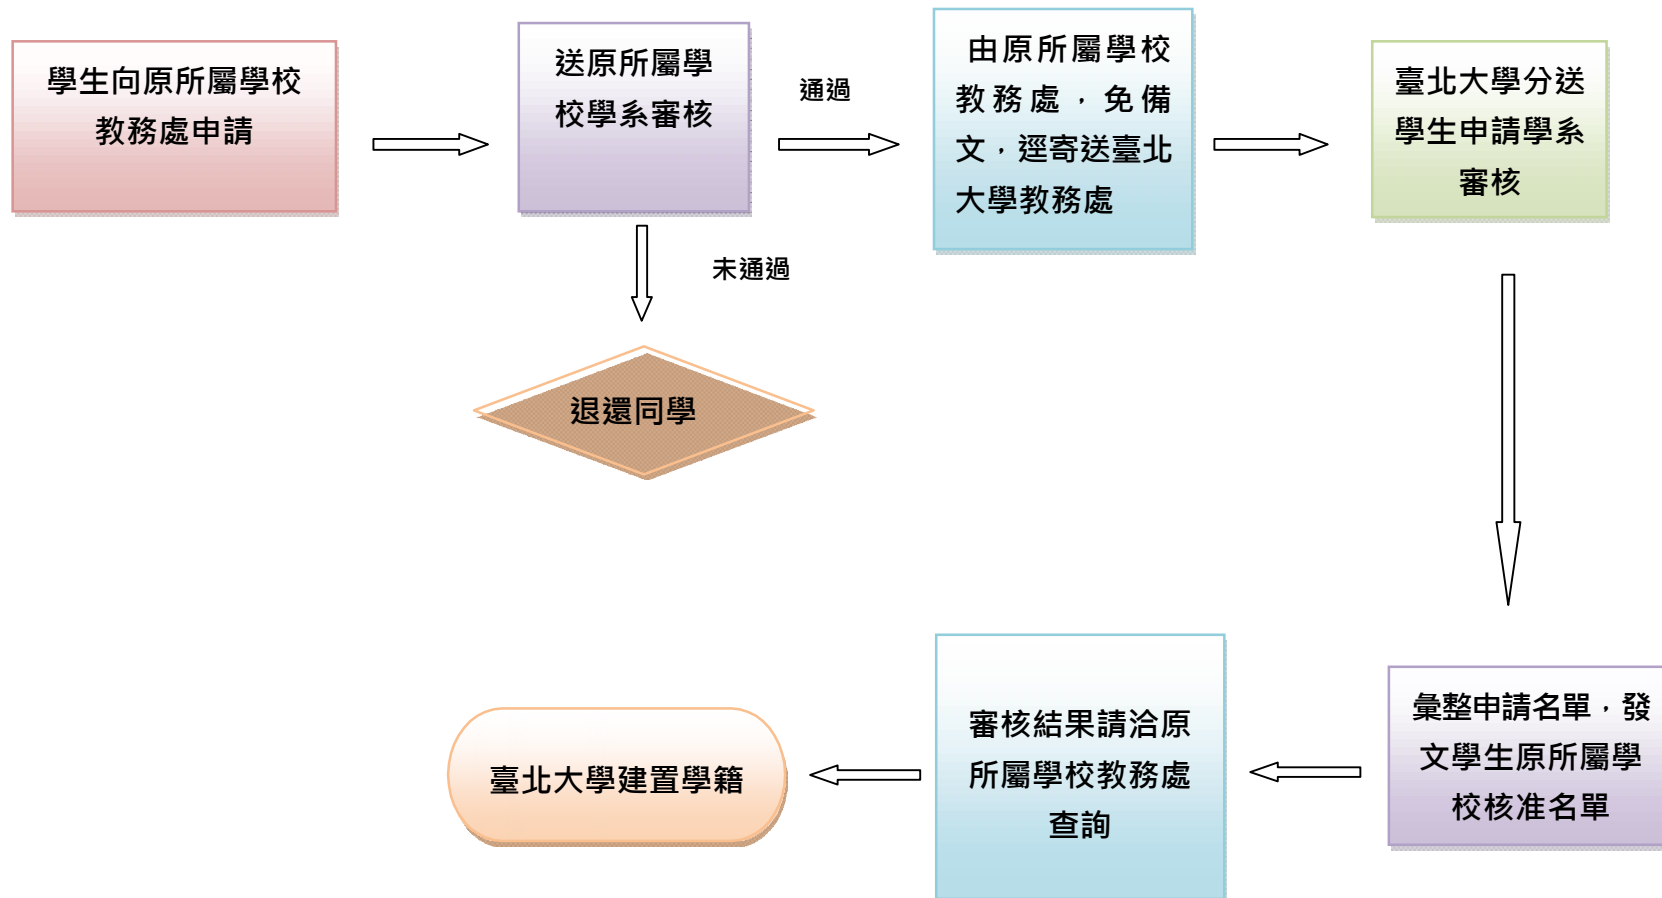 學生向原所屬學校
教務處申請
送原所屬學
校學系審核
通過
由原所屬學校
教務處，免備
文，逕寄送臺北
大學教務處
臺北大學分送
學生申請學系
審核
未通過
退還同學
彙整申請名單，發
文學生原所屬學
校核准名單
審核結果請洽原
所屬學校教務處
查詢
臺北大學建置學籍